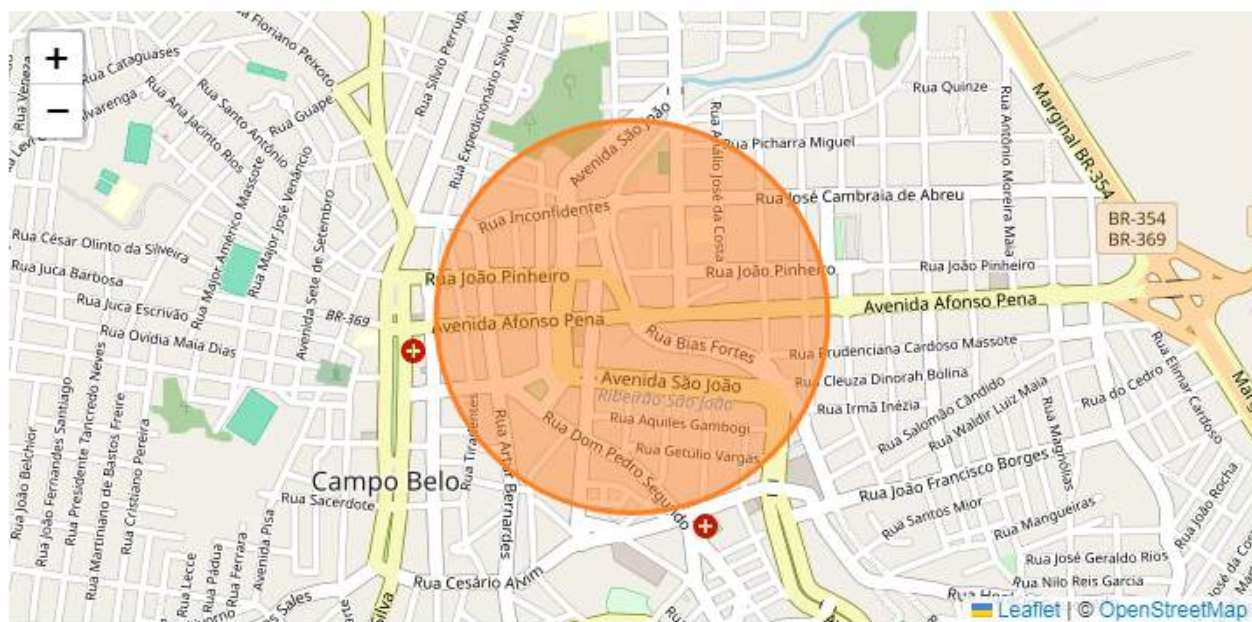 +
−
Rua Floriano Peixoto
Rua Cataguases
Rua Veneza
Rua Ana Jacinto Rios
Rua Santo Antônio
Rua Guape
Rua Silvio Perrupa
Rua Expedicionário Silvio
Avenida São João
Rua Análio José da Costa
Rua Picharra Miguel
Rua Quinze
Rua Antônio Moreira Maia
Marginal BR-354
Rua José Cambraia de Abreu
Rua Inconfidentes
Rua Major Américo Massote
Rua Major José Venâncio
Avenida Sete de Setembro
BR-354
BR-369
Rua César Olinto da Silveira
Rua Juca Barbosa
Rua João Pinheiro
Rua João Pinheiro
Rua João Pinheiro
Rua Juca Escrivão
BR-369
Avenida Afonso Pena
Avenida Afonso Pena
Rua Ovidia Maia Dias
Rua Bias Fortes
Rua Prudenciana Cardoso Massote
Avenida São João
Ribeirão São João
Rua Cleuza Dinorah Bolina
Rua Irmã Inézia
Rua Salomão Cândido
Rua Waldir Luiz Maia
Rua Magnólias
Rua do Cedro
Rua Elimar Cardoso
Rua Aquiles Gambogi
Rua Getúlio Vargas
Rua Dom Pedro Segundo
Rua Tiradentes
Rua Artur Bernardes
Rua João Belchior
Rua João Fernandes Santiago
Rua Presidente Tancredo Neves
Rua Martiniano de Bastos Freire
Rua Cristiano Pereira
Campo Belo
Rua Sacerdote
Avenida Pisa
Rua João Francisco Borges
Rua Santos Mior
Rua Mangueiras
Rua João Rocha
Rua José Geraldo Rios
Rua Nilo Reis Garcia
Rua Lecce
Rua Pádua
Rua Ferrara
Rua Cesário Alvim
Sales
Silva
Leaflet | © OpenStreetMap